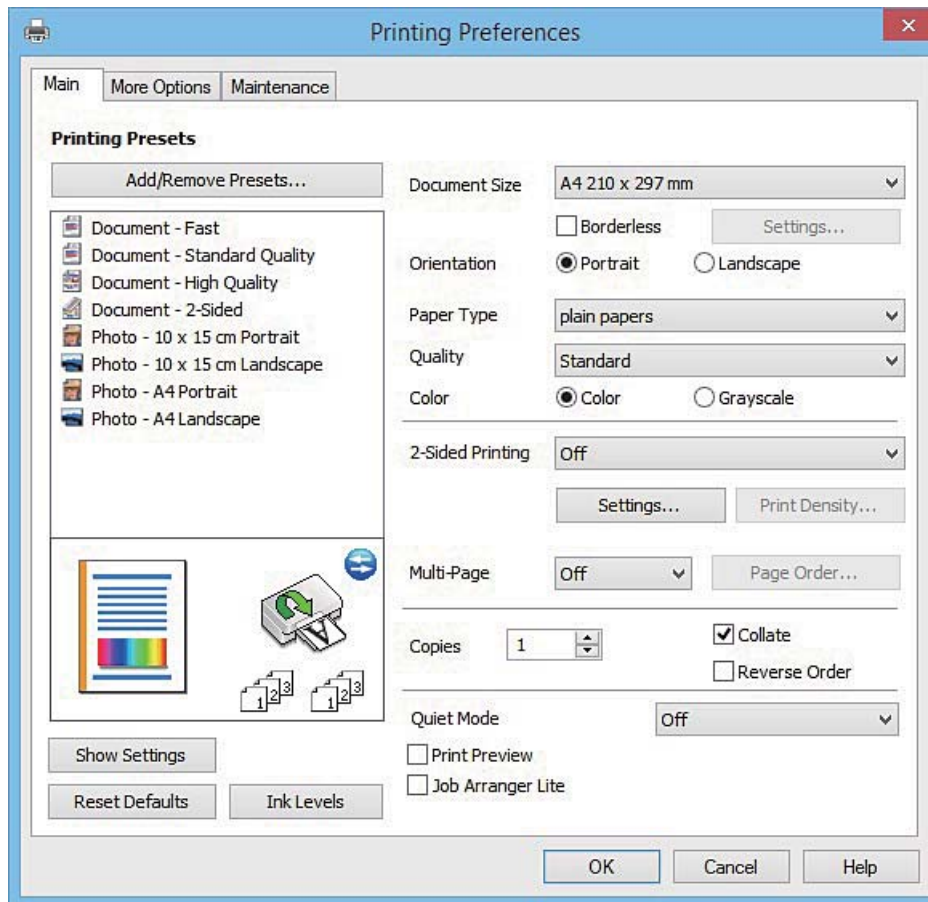 Printing Preferences
Main
More Options
Maintenance
Printing Presets
Add/Remove Presets...
Document - Fast
Document - Standard Quality
Document - High Quality
Document - 2-Sided
Photo - 10 x 15 cm Portrait
Photo - 10 x 15 cm Landscape
Photo - A4 Portrait
Photo - A4 Landscape
A
1 2 3
1 2 3
Show Settings
Reset Defaults
Ink Levels
Document Size
A4 210 x 297 mm
Borderless
Settings...
Orientation
Portrait
Landscape
Paper Type
plain papers
Quality
Standard
Color
Color
Grayscale
2-Sided Printing
Off
Settings...
Print Density...
Multi-Page
Off
Page Order...
Copies
1
Collate
Reverse Order
Quiet Mode
Off
Print Preview
Job Arranger Lite
OK
Cancel
Help